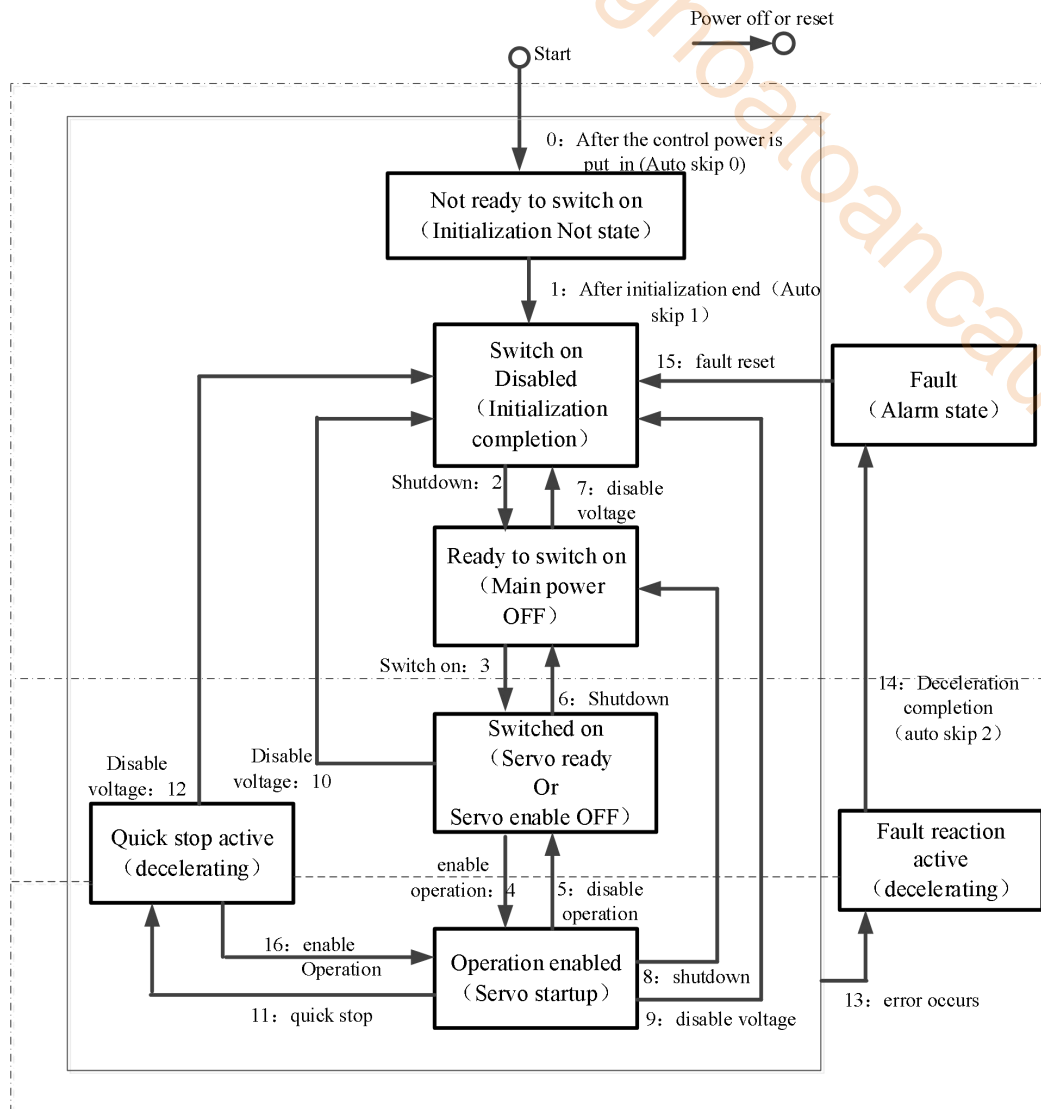 Power off or reset
Start
0：After the control power is
put in (Auto skip 0)
Not ready to switch on
（Initialization Not state）
1：After initialization end（Auto
skip 1）
Switch on
Disabled
（Initialization
completion）
15：fault reset
Fault
（Alarm state）
Shutdown：2
7：disable
voltage
Ready to switch on
（Main power
OFF）
Switch on：3
6：Shutdown
14：Deceleration
completion
（auto skip 2）
Switched on
（Servo ready
Or
Servo enable OFF）
Disable
voltage：12
Disable
voltage：10
Quick stop active
（decelerating）
Fault reaction
active
（decelerating）
enable
operation：4
5：disable
operation
16：enable
Operation
Operation enabled
（Servo startup）
8：shutdown
11：quick stop
9：disable voltage
13：error occurs